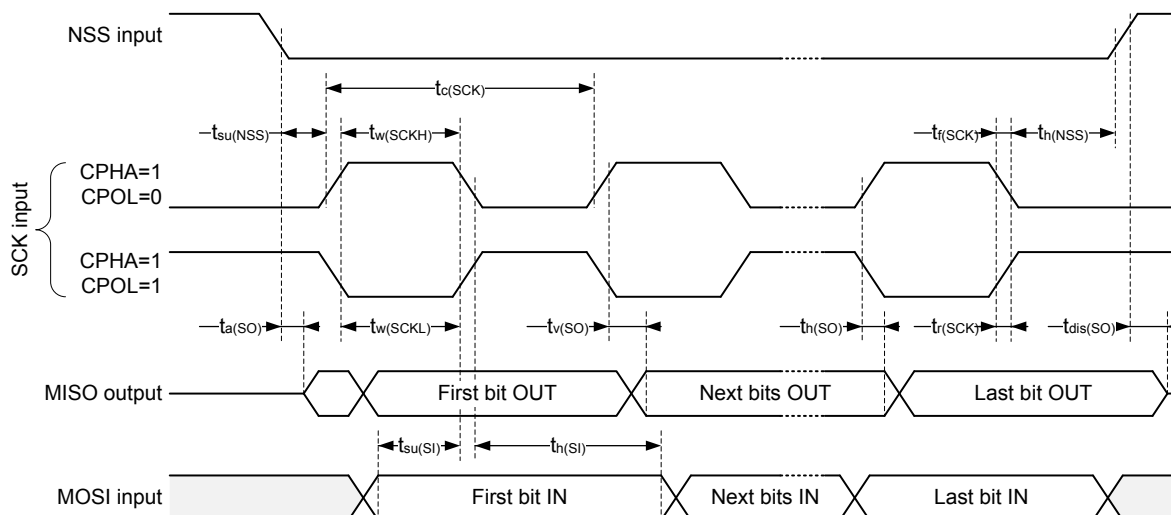 NSS input
tc(SCK)
tsu(NSS)
tw(SCKH)
tf(SCK)
th(NSS)
SCK input
CPHA=1
CPOL=0
CPHA=1
CPOL=1
ta(SO)
tw(SCKL)
tv(SO)
th(SO)
tr(SCK)
tdis(SO)
MISO output
First bit OUT
Next bits OUT
Last bit OUT
tsu(SI)
th(SI)
MOSI input
First bit IN
Next bits IN
Last bit IN